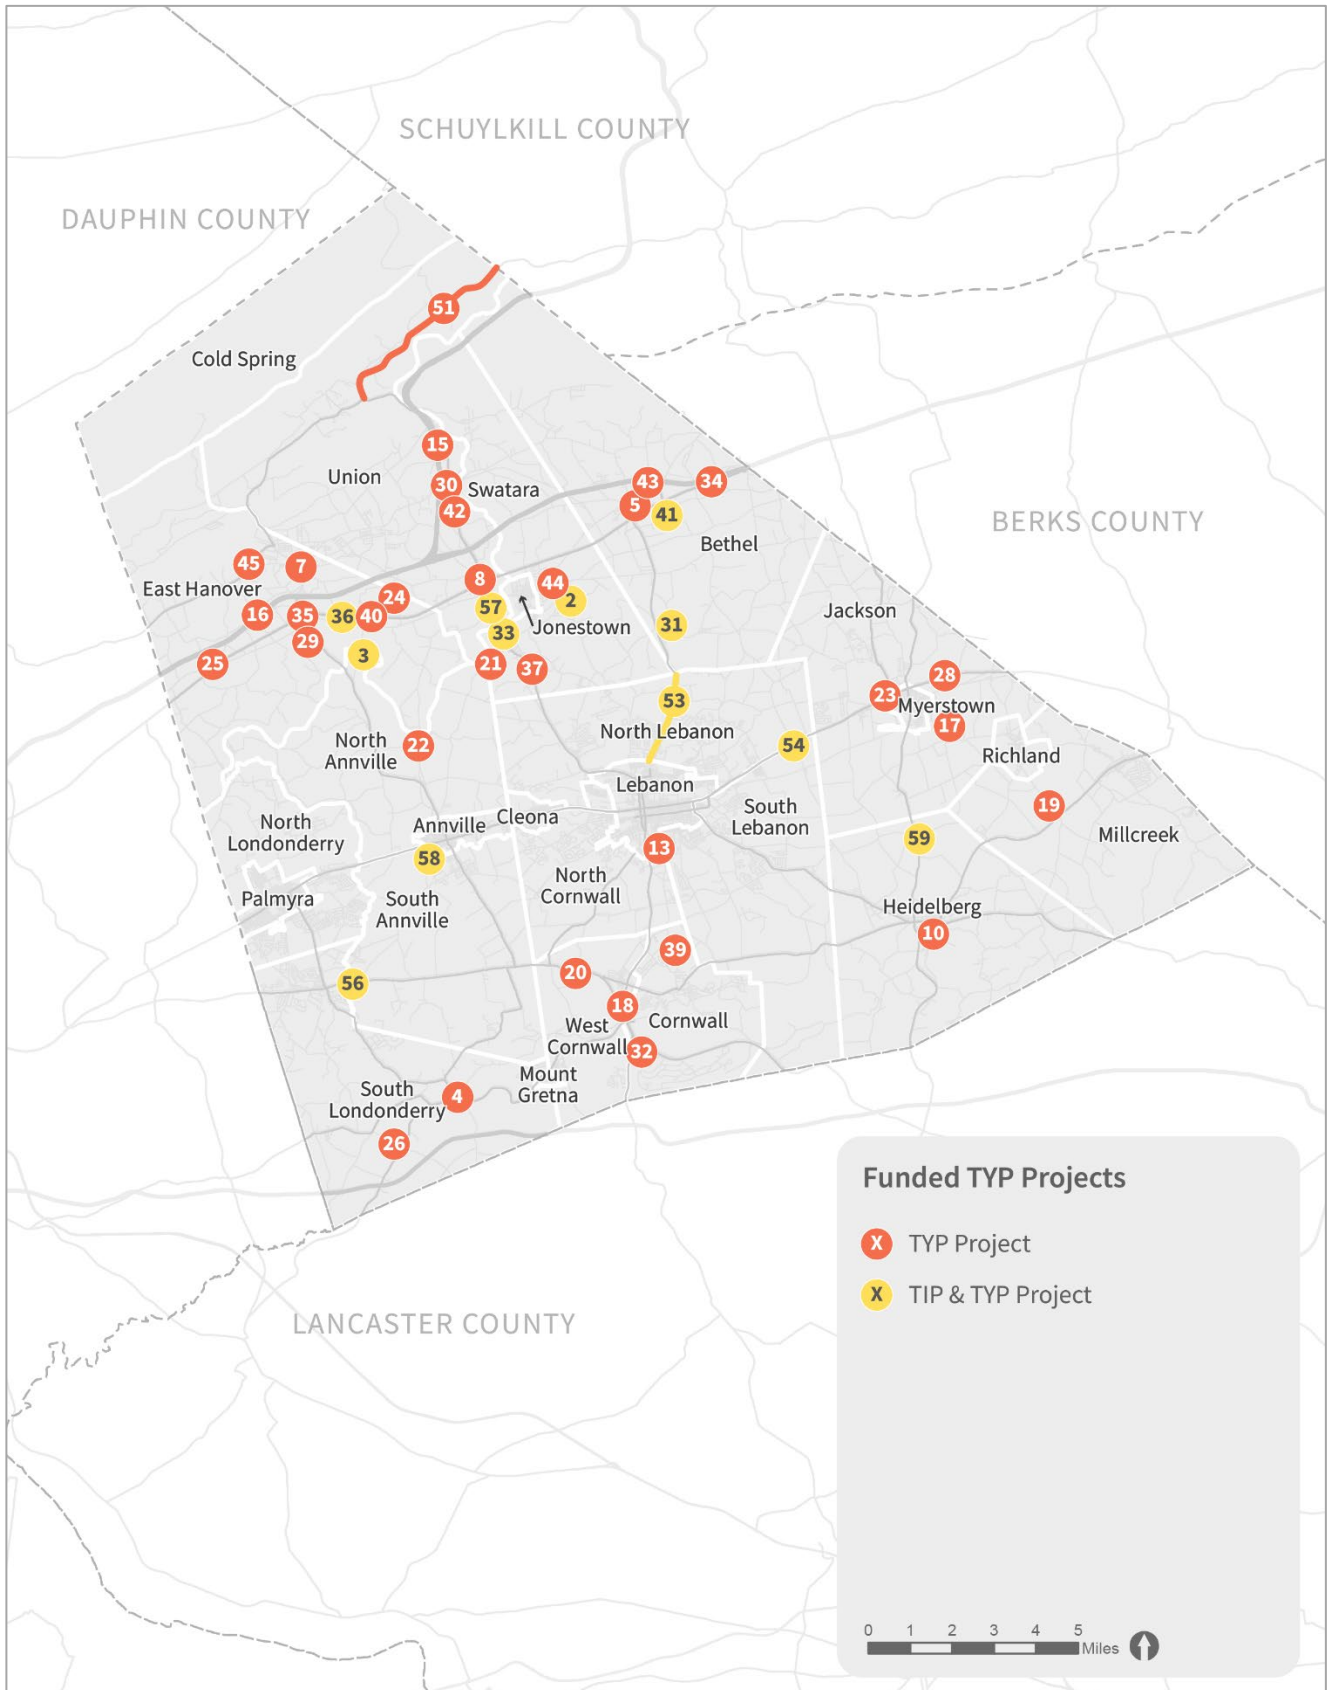 SCHUYLKILL COUNTY
DAUPHIN COUNTY
51
Cold Spring
15
Union
30
Swatara
42
43
34
5
41
BERKS COUNTY
Bethel
45
7
East Hanover
8
44
2
24
57
16
35
36
40
Jonestown
31
Jackson
29
33
3
25
21
37
28
23
53
Myerstown
17
North Lebanon
North
Annville
22
54
Richland
Lebanon
19
Cleona
South
Lebanon
North
Londonderry
Annville
Millcreek
59
58
13
North
Cornwall
Palmyra
South
Annville
Heidelberg
10
39
20
56
18
Cornwall
West
Cornwall
32
Mount
Gretna
South
Londonderry
4
26
Funded TYP Projects
X TYP Project
X TIP & TYP Project
LANCASTER COUNTY
0 1 2 3 4 5
Miles